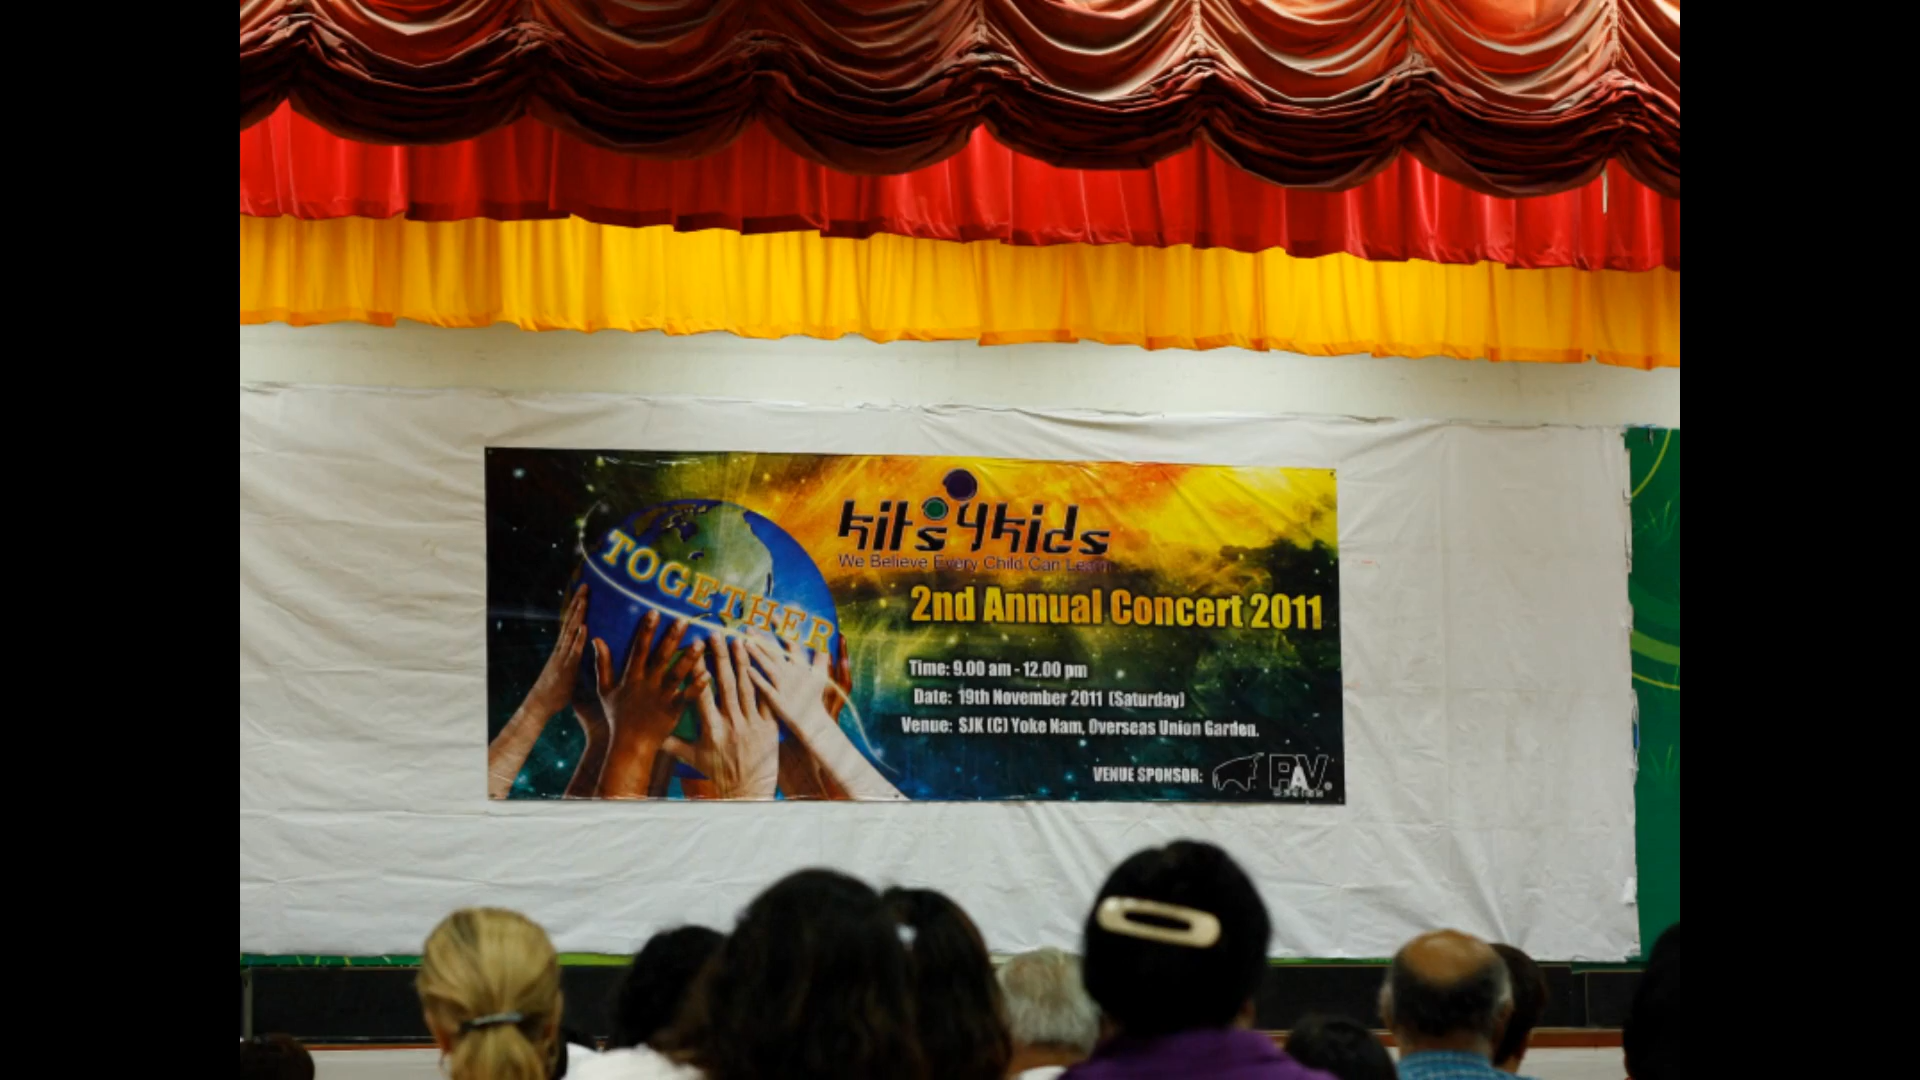 TOGETHER
kits4kids
We Believe Every Child Can Learn
2nd Annual Concert 2011
Time: 9.00 am - 12.00 pm
Date: 19th November 2011 (Saturday)
Venue: SJK (C) Yoke Nam, Overseas Union Garden.
VENUE SPONSOR: PAV®